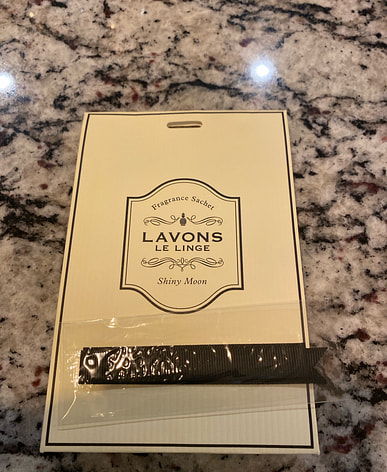 Fragrance Sachet
LAVONS
LE LINGE
Shiny Moon